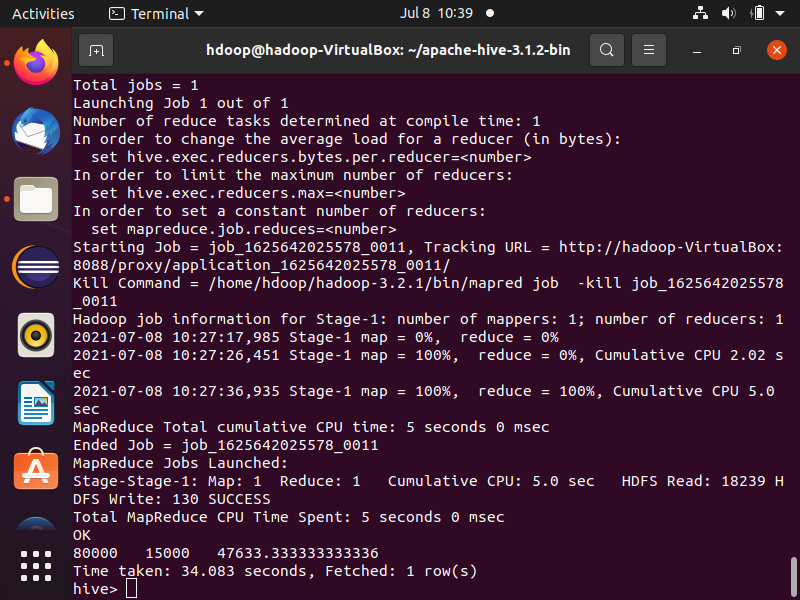 Activities Terminal Jul 8 10:39
hdoop@hadoop-VirtualBox: ~/apache-hive-3.1.2-bin
Total jobs = 1
Launching Job 1 out of 1
Number of reduce tasks determined at compile time: 1
In order to change the average load for a reducer (in bytes):
  set hive.exec.reducers.bytes.per.reducer=<number>
In order to limit the maximum number of reducers:
  set hive.exec.reducers.max=<number>
In order to set a constant number of reducers:
  set mapreduce.job.reduces=<number>
Starting Job = job_1625642025578_0011, Tracking URL = http://hadoop-VirtualBox:
8088/proxy/application_1625642025578_0011/
Kill Command = /home/hdoop/hadoop-3.2.1/bin/mapred job  -kill job_1625642025578
_0011
Hadoop job information for Stage-1: number of mappers: 1; number of reducers: 1
2021-07-08 10:27:17,985 Stage-1 map = 0%,  reduce = 0%
2021-07-08 10:27:26,451 Stage-1 map = 100%,  reduce = 0%, Cumulative CPU 2.02 s
ec
2021-07-08 10:27:36,935 Stage-1 map = 100%,  reduce = 100%, Cumulative CPU 5.0
sec
MapReduce Total cumulative CPU time: 5 seconds 0 msec
Ended Job = job_1625642025578_0011
MapReduce Jobs Launched:
Stage-Stage-1: Map: 1  Reduce: 1   Cumulative CPU: 5.0 sec   HDFS Read: 18239 H
DFS Write: 130 SUCCESS
Total MapReduce CPU Time Spent: 5 seconds 0 msec
OK
80000   15000   47633.333333333336
Time taken: 34.083 seconds, Fetched: 1 row(s)
hive>